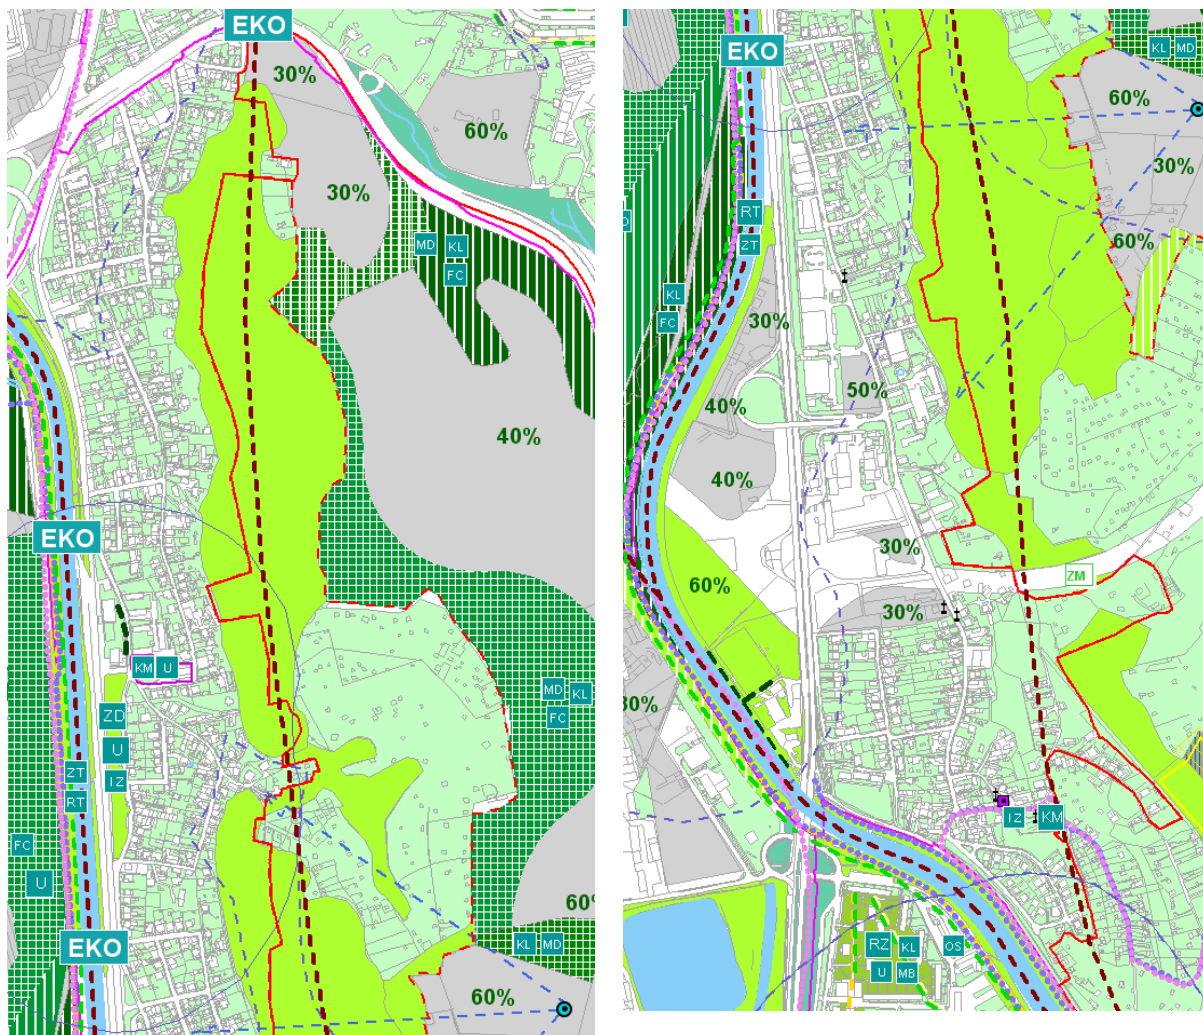 EKO
30%
60%
30%
MD KL
FC
40%
EKO
KM U
MD KL
FC
ZD
U
IZ
ZT
RT
FC
U
60%
EKO
KL MD
60%
EKO
KL MD
60%
30%
RT
60%
ZT
KL
FC
30%
50%
40%
40%
30%
ZM
60%
30%
30%
IZ KM
RZ KL OS
U MB